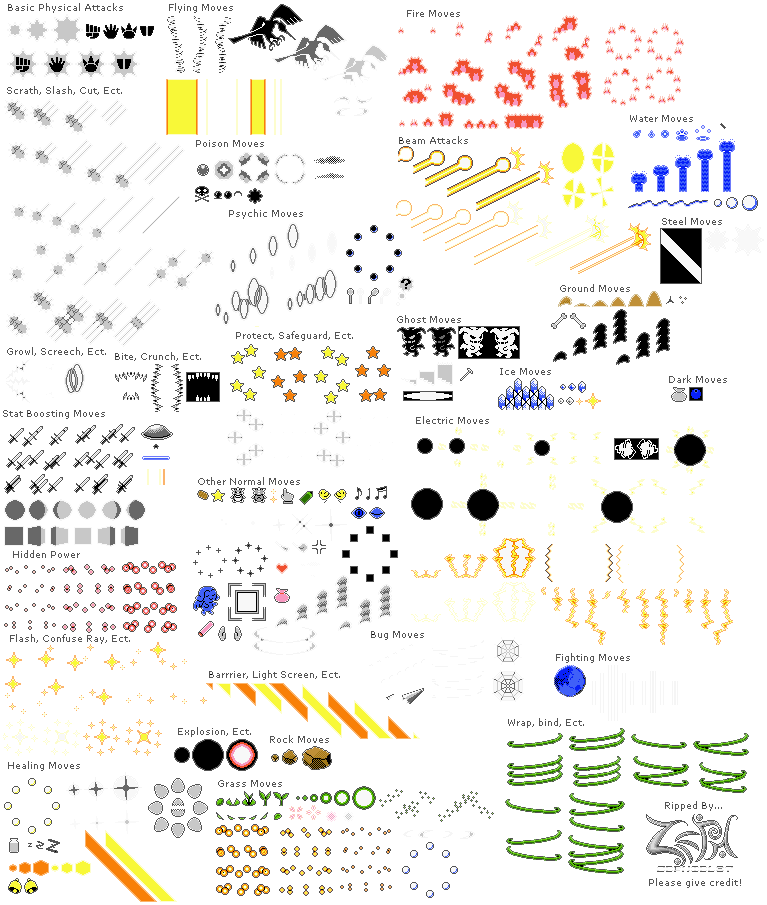 Basic Physical Attacks
Flying Moves
Fire Moves
Scrath, Slash, Cut, Ect.
Water Moves
Poison Moves
Beam Attacks
Psychic Moves
Steel Moves
Ground Moves
Ghost Moves
Growl, Screech, Ect.
Bite, Crunch, Ect.
Protect, Safeguard, Ect.
Ice Moves
Dark Moves
Stat Boosting Moves
Electric Moves
Other Normal Moves
Hidden Power
Flash, Confuse Ray, Ect.
Bug Moves
Fighting Moves
Barrrier, Light Screen, Ect.
Wrap, bind, Ect.
Explosion, Ect.
Rock Moves
Healing Moves
Grass Moves
Ripped By...
Please give credit!